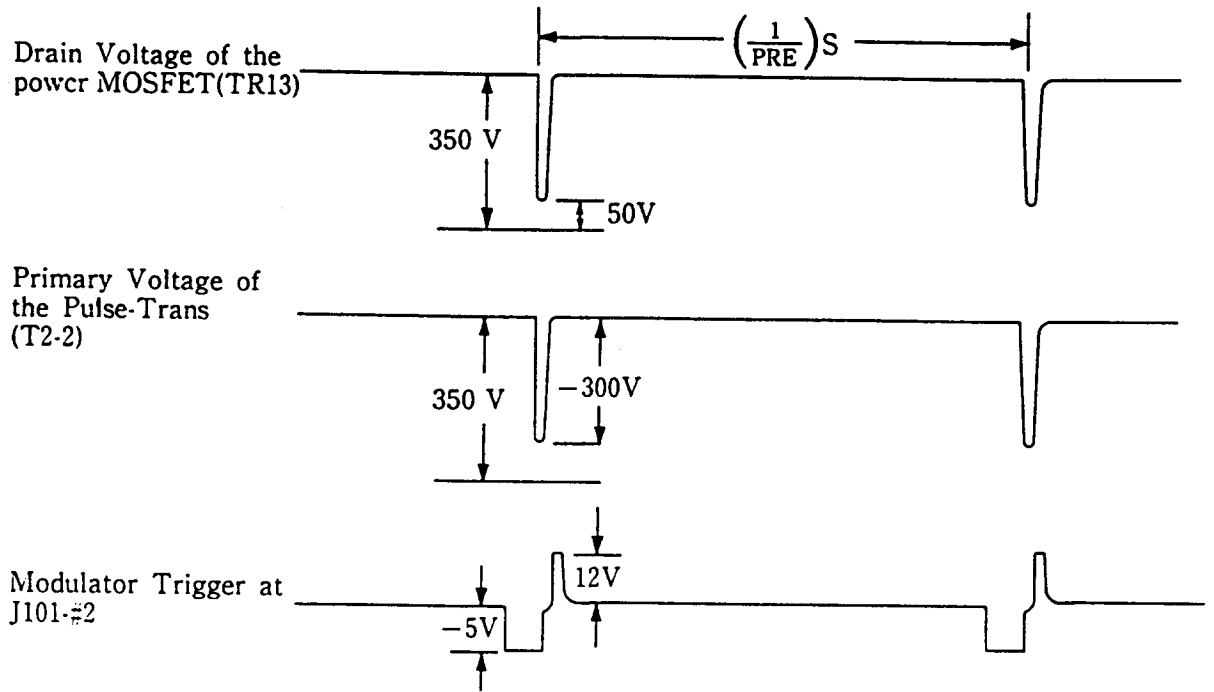 Drain Voltage of the
power MOSFET(TR13)
(1/PRE)S
350 V
50V
Primary Voltage of
the Pulse-Trans
(T2-2)
350 V
−300V
Modulator Trigger at
J101-#2
12V
−5V